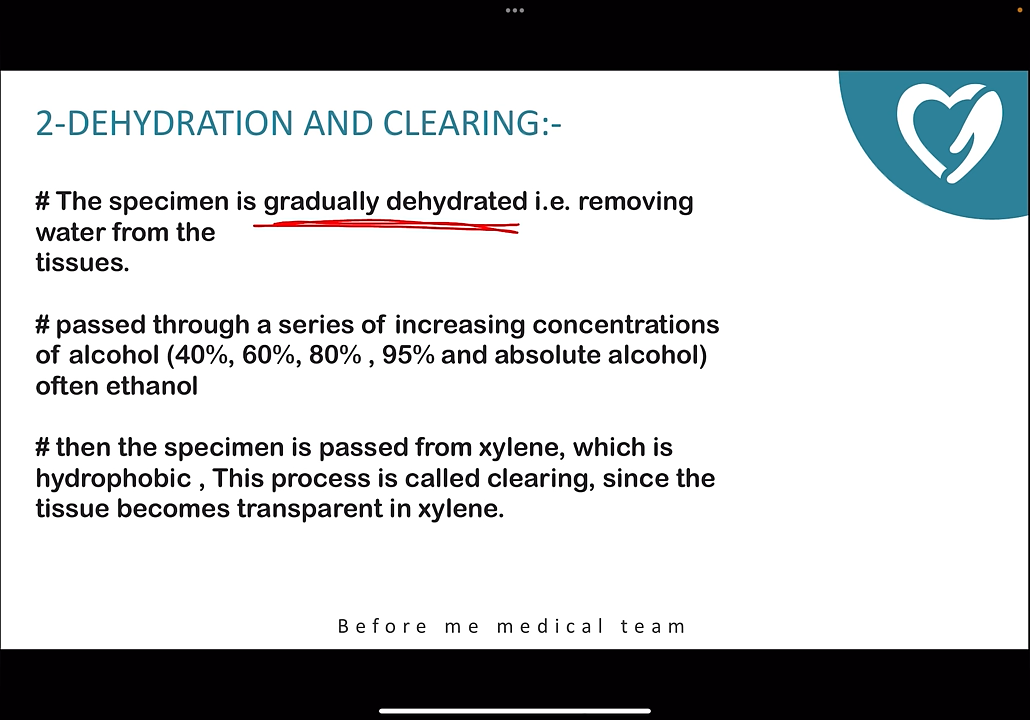 2-DEHYDRATION AND CLEARING:-
# The specimen is gradually dehydrated i.e. removing
water from the
tissues.
# passed through a series of increasing concentrations
of alcohol (40%, 60%, 80% , 95% and absolute alcohol)
often ethanol
# then the specimen is passed from xylene, which is
hydrophobic , This process is called clearing, since the
tissue becomes transparent in xylene.
Before me medical team